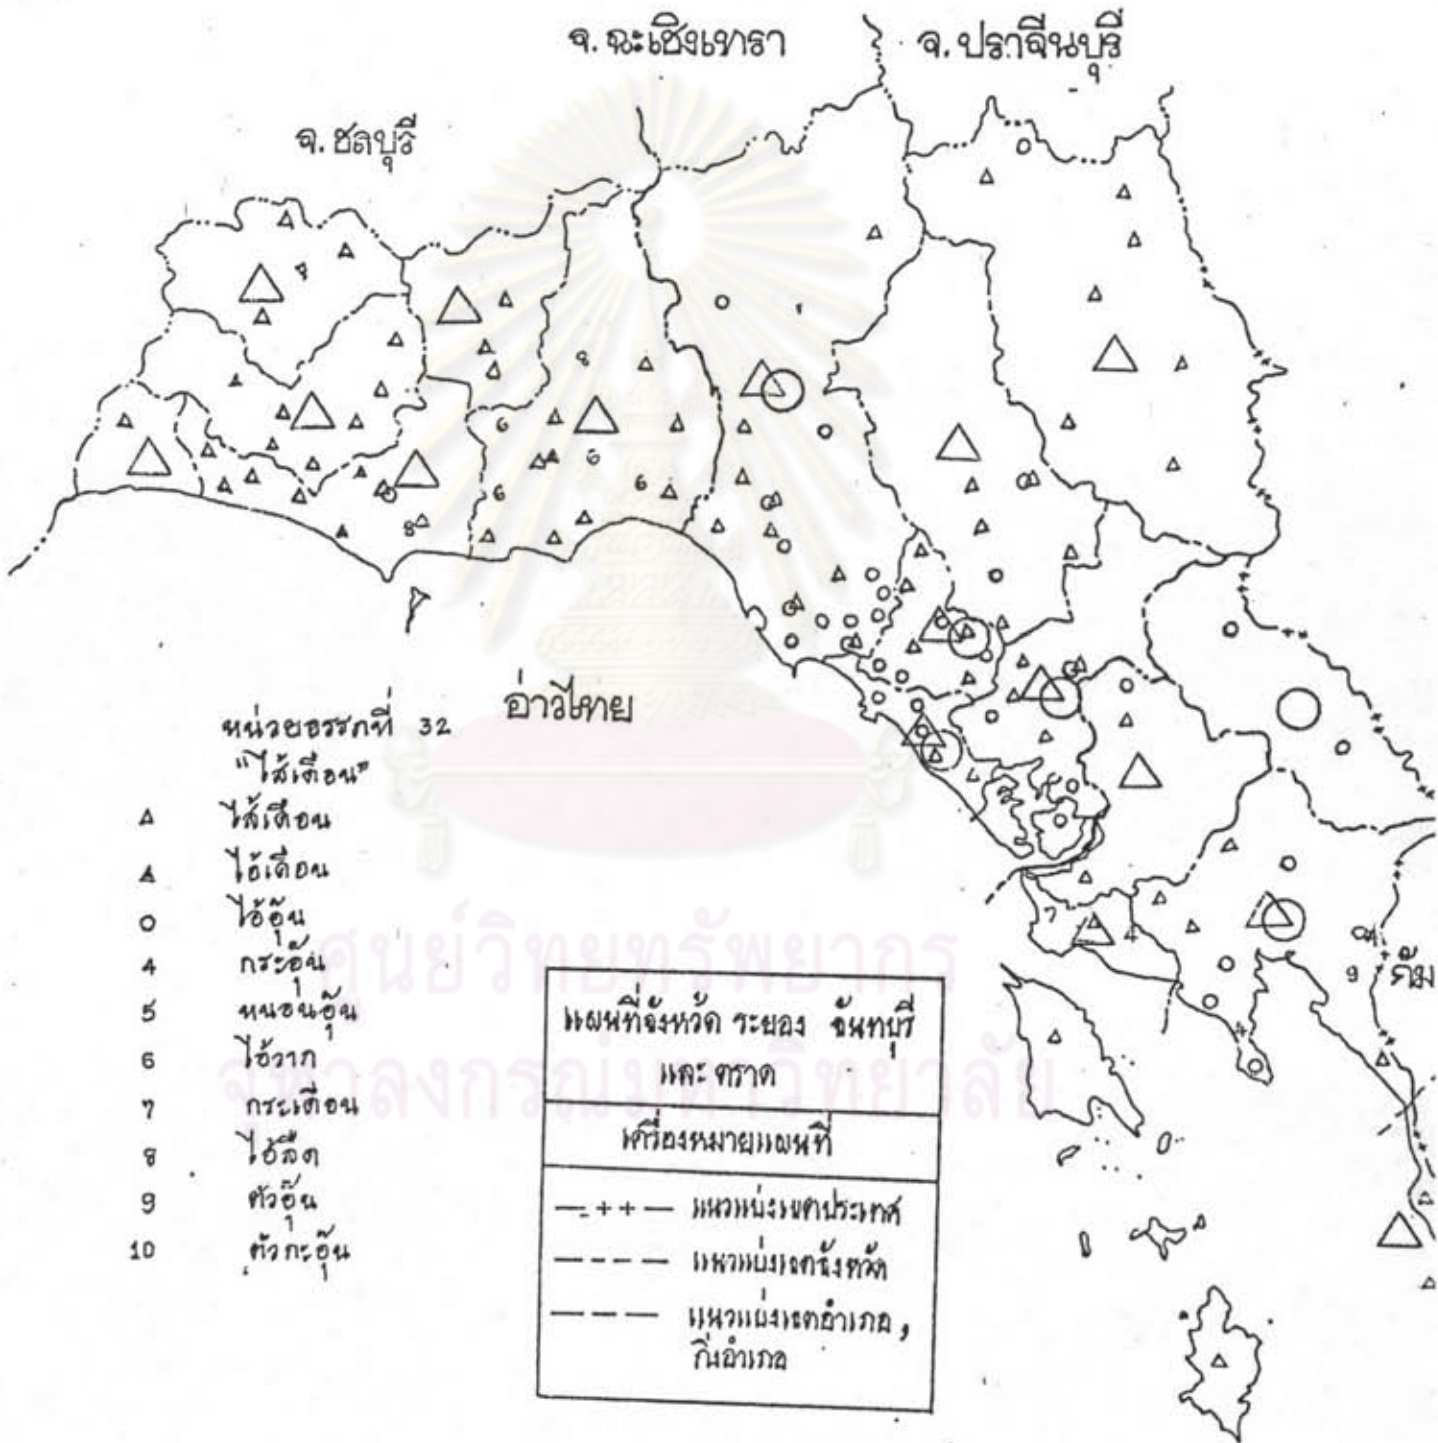 จ.ฉะเชิงเทรา
จ.ปราจีนบุรี
จ.ชลบุรี
อ่าวไทย
หน่วยอรรถที่ 32
"ไส้เดือน"
ไส้เดือน
ไอ้เดือน
ไอ้อุ้น
4 กระอุ้น
5 หนอนอุ้น
6 ไอ้วาก
7 กระเดือน
8 ไอ้ลืด
9 ตัวอุ้น
10 ตัวกะอุ้น
ศูนย์วิทยทรัพยากร
จุฬาลงกรณ์มหาวิทยาลัย
แผนที่จังหวัด ระยอง จันทบุรี
และ ตราด
เครื่องหมายแผนที่
แนวแบ่งเขตประเทศ
แนวแบ่งเขตจังหวัด
แนวแบ่งเขตอำเภอ,
กิ่งอำเภอ